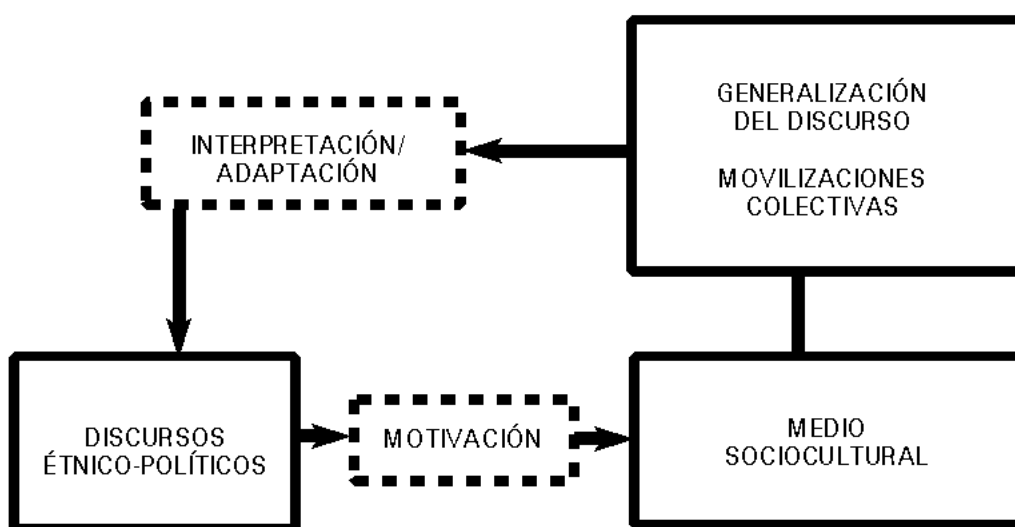 GENERALIZACIÓN
DEL DISCURSO
MOVILIZACIONES
COLECTIVAS
INTERPRETACIÓN/
ADAPTACIÓN
DISCURSOS
ÉTNICO-POLÍTICOS
MOTIVACIÓN
MEDIO
SOCIOCULTURAL